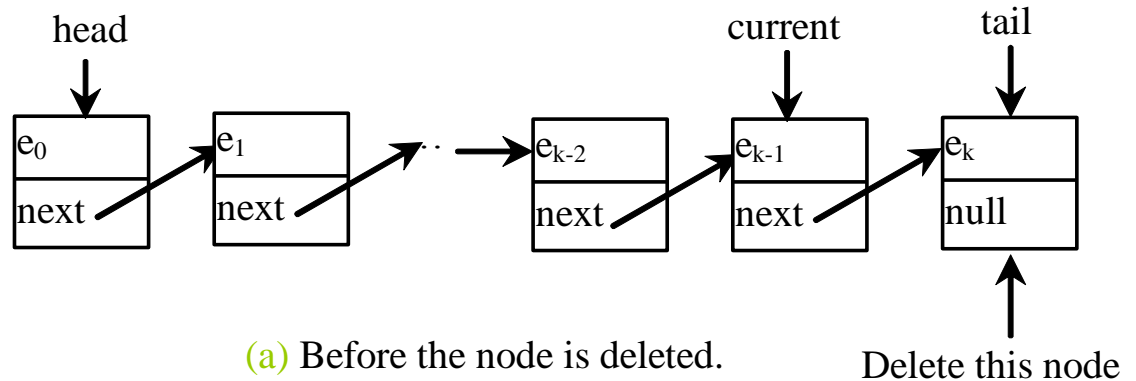 head current tail
e₀ e₁ .. eₖ₋₂ eₖ₋₁ eₖ
next next next next null
(a) Before the node is deleted. Delete this node